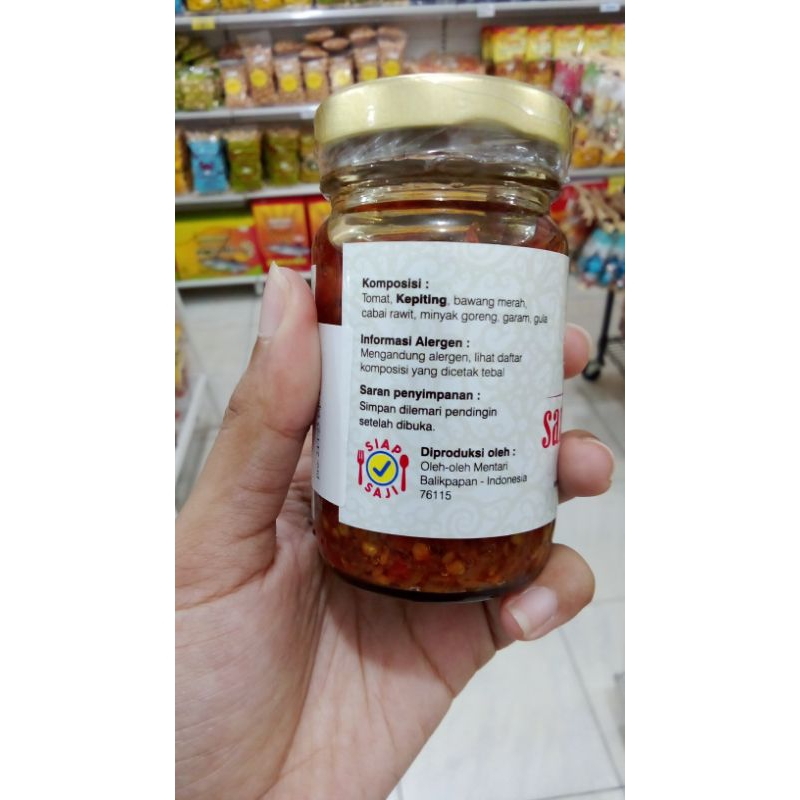 Komposisi :
Tomat, Kepiting, bawang merah,
cabai rawit, minyak goreng, garam, gula
Informasi Alergen :
Mengandung alergen, lihat daftar
komposisi yang dicetak tebal
Saran penyimpanan :
Simpan dilemari pendingin
setelah dibuka.
SIAP
SAJI
Diproduksi oleh :
Oleh-oleh Mentari
Balikpapan - Indonesia
76115